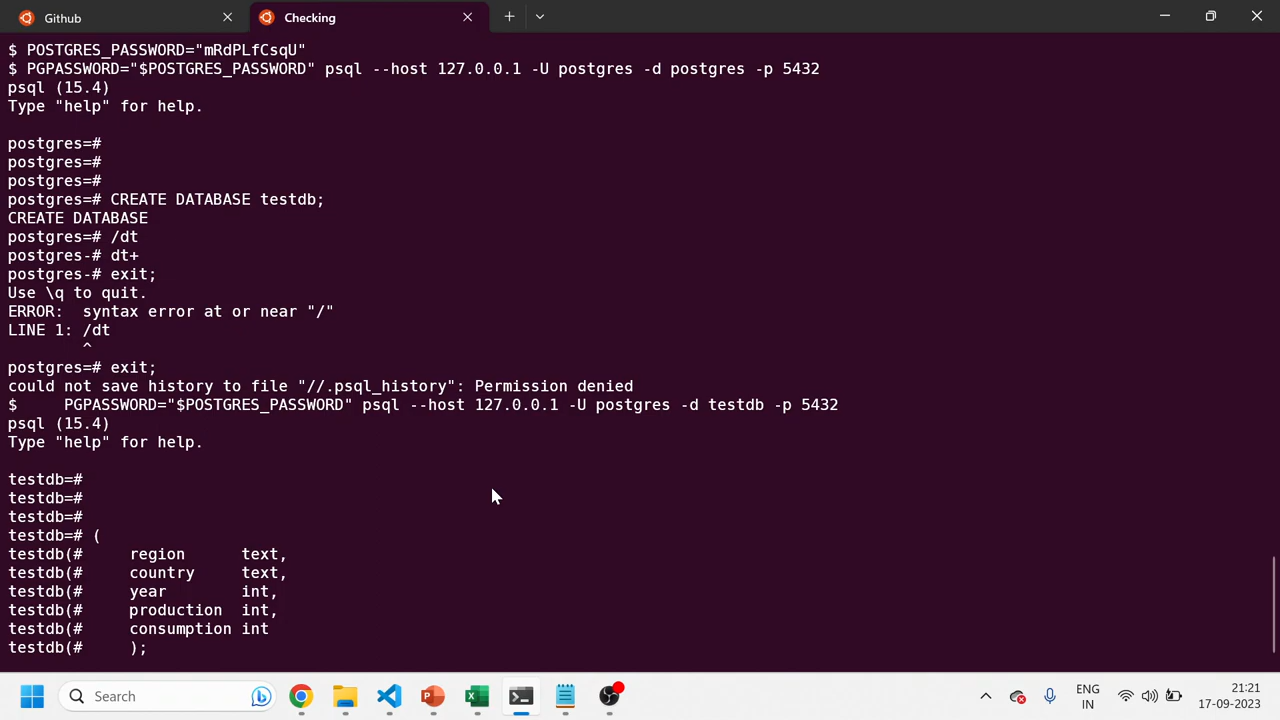 Github
Checking
$ POSTGRES_PASSWORD="mRdPLfCsqU"
$ PGPASSWORD="$POSTGRES_PASSWORD" psql --host 127.0.0.1 -U postgres -d postgres -p 5432
psql (15.4)
Type "help" for help.
postgres=#
postgres=#
postgres=#
postgres=# CREATE DATABASE testdb;
CREATE DATABASE
postgres=# /dt
postgres-# dt+
postgres-# exit;
Use \q to quit.
ERROR:  syntax error at or near "/"
LINE 1: /dt
        ^
postgres=# exit;
could not save history to file "//.psql_history": Permission denied
$     PGPASSWORD="$POSTGRES_PASSWORD" psql --host 127.0.0.1 -U postgres -d testdb -p 5432
psql (15.4)
Type "help" for help.
testdb=#
testdb=#
testdb=#
testdb=# (
testdb(#     region      text,
testdb(#     country     text,
testdb(#     year        int,
testdb(#     production  int,
testdb(#     consumption int
testdb(#     );
Search
ENG
IN
21:21
17-09-2023